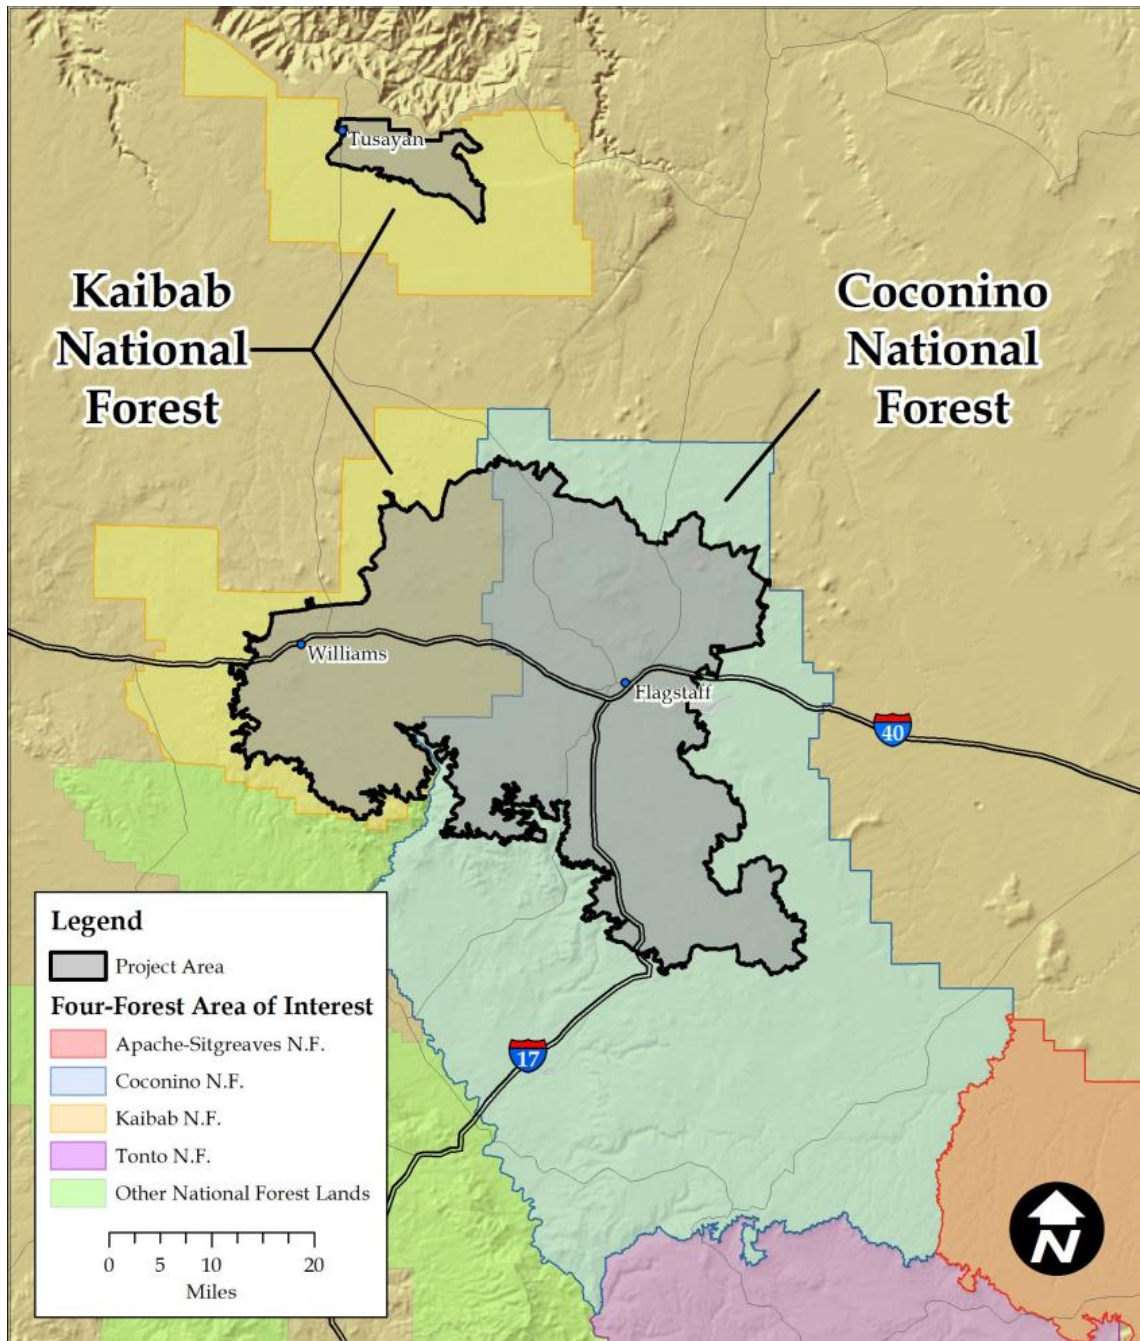 Tusayan
Kaibab
National
Forest
Coconino
National
Forest
Williams
Flagstaff
40
17
Legend
Project Area
Four-Forest Area of Interest
Apache-Sitgreaves N.F.
Coconino N.F.
Kaibab N.F.
Tonto N.F.
Other National Forest Lands
0 5 10 20
Miles
N